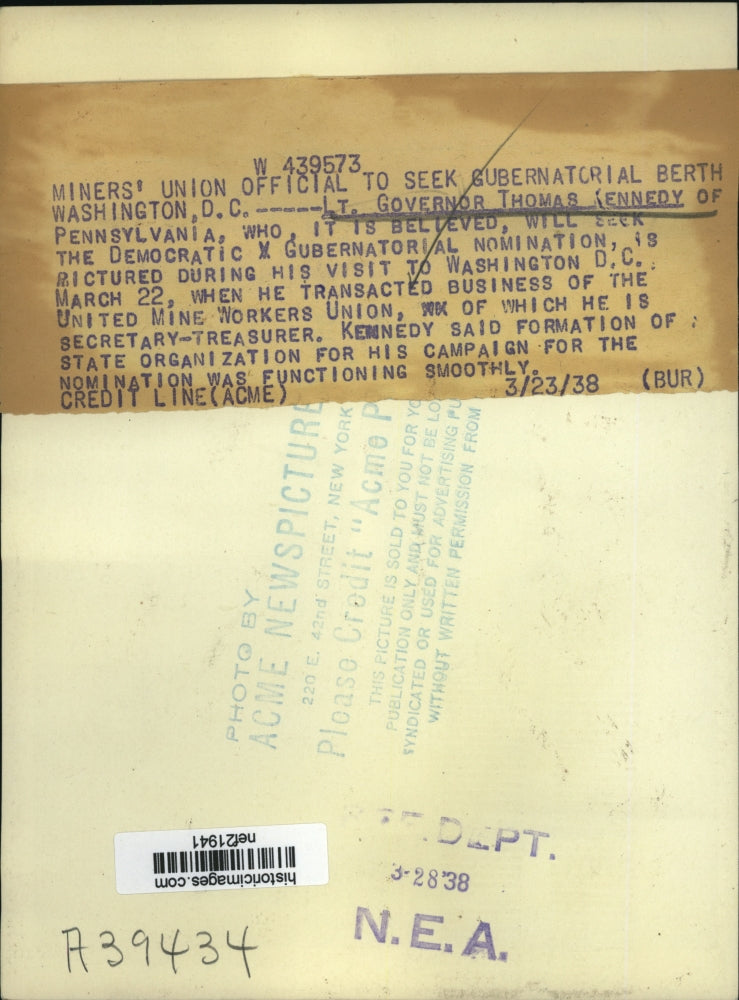 W 439573
MINERS' UNION OFFICIAL TO SEEK GUBERNATORIAL BERTH
WASHINGTON, D.C. -----LT. GOVERNOR THOMAS KENNEDY OF
PENNSYLVANIA, WHO, IT IS BELIEVED, WILL SEEK
THE DEMOCRATIC X GUBERNATORIAL NOMINATION, IS
PICTURED DURING HIS VISIT TO WASHINGTON D.C.,
MARCH 22, WHEN HE TRANSACTED BUSINESS OF THE
UNITED MINE WORKERS UNION, OF WHICH HE IS
SECRETARY-TREASURER. KENNEDY SAID FORMATION OF
STATE ORGANIZATION FOR HIS CAMPAIGN FOR THE
NOMINATION WAS FUNCTIONING SMOOTHLY.
CREDIT LINE(ACME) 3/23/38 (BUR)
PHOTO BY
ACME NEWSPICTURE
220 E. 42nd STREET, NEW YORK
Please Credit "Acme P
THIS PICTURE IS SOLD TO YOU FOR YO
PUBLICATION ONLY AND MUST NOT BE LO
SYNDICATED OR USED FOR ADVERTISING PU
WITHOUT WRITTEN PERMISSION FROM
historicimages.com
nef21941
DEPT.
3-28'38
N.E.A.
A39434